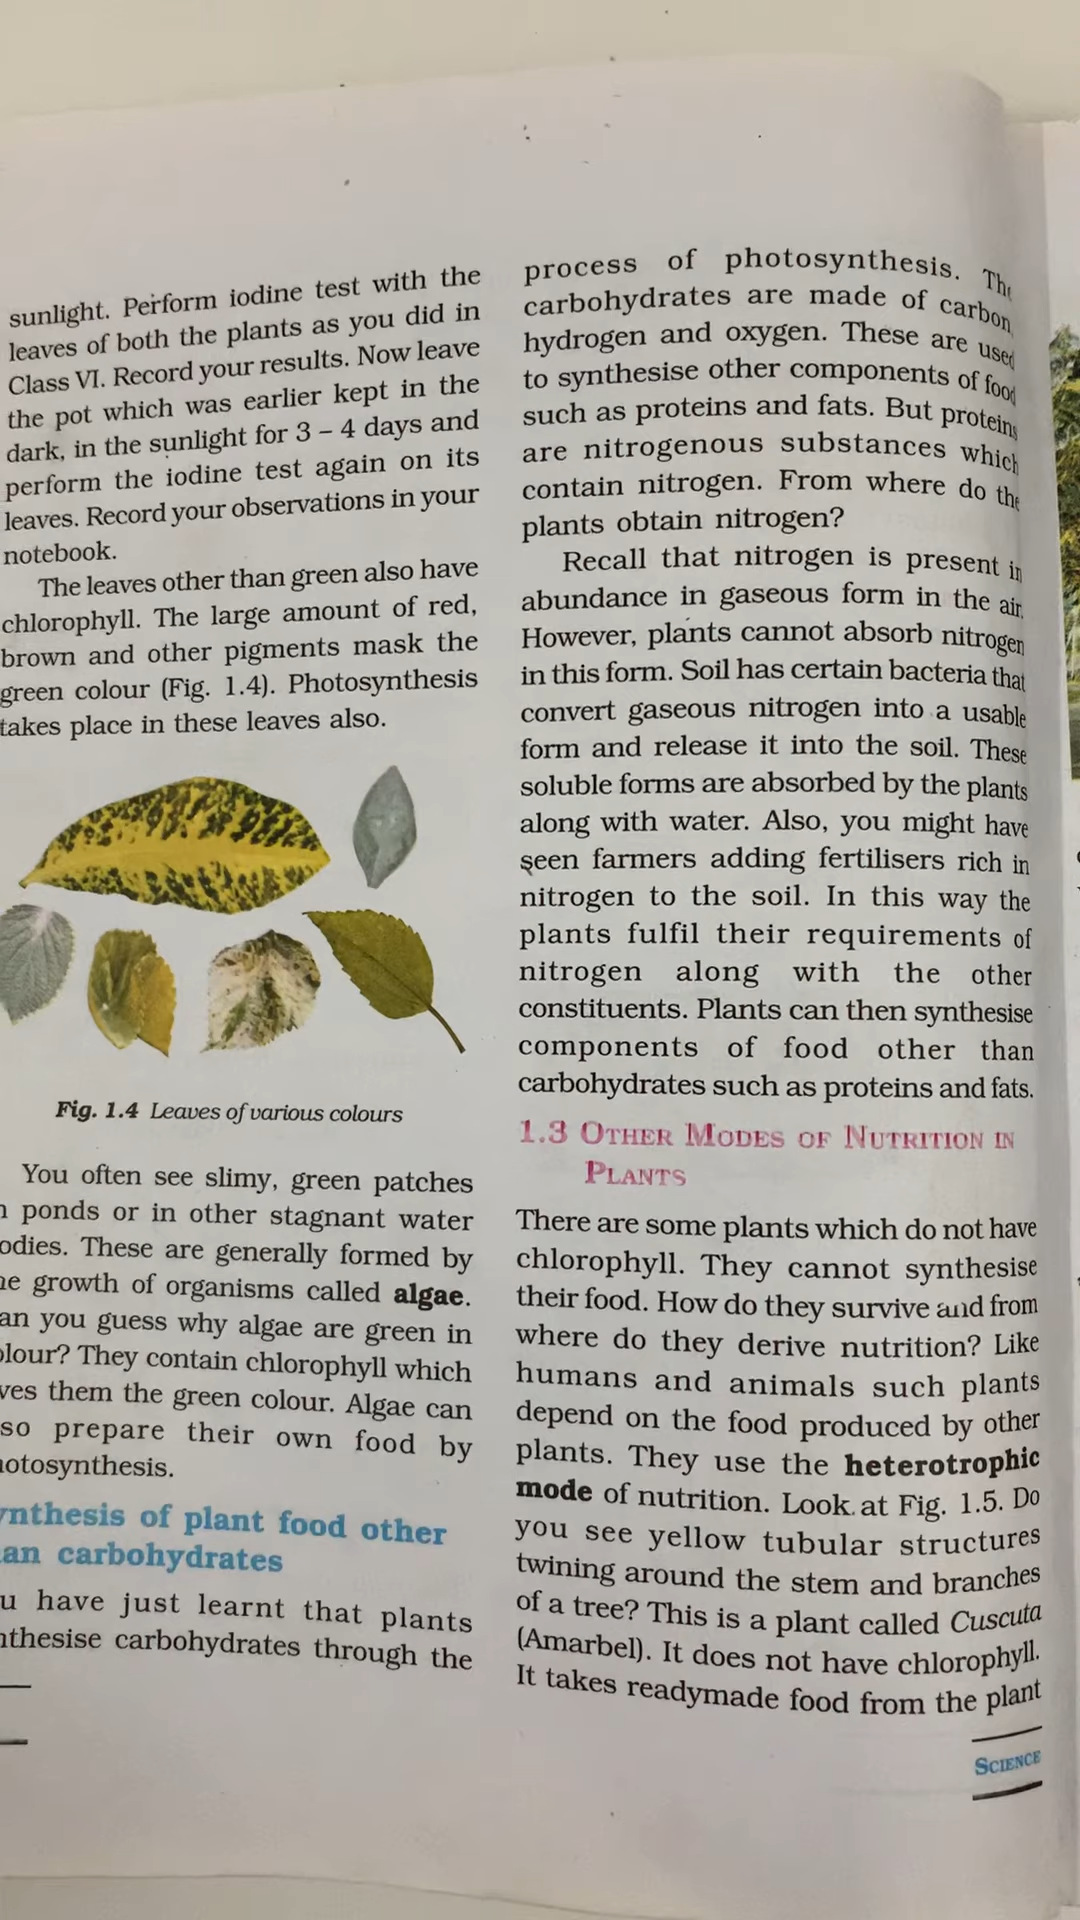 sunlight. Perform iodine test with the
leaves of both the plants as you did in
Class VI. Record your results. Now leave
the pot which was earlier kept in the
dark, in the sunlight for 3 – 4 days and
perform the iodine test again on its
leaves. Record your observations in your
notebook.
The leaves other than green also have
chlorophyll. The large amount of red,
brown and other pigments mask the
green colour (Fig. 1.4). Photosynthesis
takes place in these leaves also.
Fig. 1.4 Leaves of various colours
You often see slimy, green patches
ponds or in other stagnant water
odies. These are generally formed by
he growth of organisms called algae.
an you guess why algae are green in
olour? They contain chlorophyll which
ves them the green colour. Algae can
so prepare their own food by
hotosynthesis.
ynthesis of plant food other
an carbohydrates
u have just learnt that plants
nthesise carbohydrates through the
process of photosynthesis. The
carbohydrates are made of carbon,
hydrogen and oxygen. These are used
to synthesise other components of food
such as proteins and fats. But proteins
are nitrogenous substances which
contain nitrogen. From where do the
plants obtain nitrogen?
Recall that nitrogen is present in
abundance in gaseous form in the air.
However, plants cannot absorb nitrogen
in this form. Soil has certain bacteria that
convert gaseous nitrogen into a usable
form and release it into the soil. These
soluble forms are absorbed by the plants
along with water. Also, you might have
seen farmers adding fertilisers rich in
nitrogen to the soil. In this way the
plants fulfil their requirements of
nitrogen along with the other
constituents. Plants can then synthesise
components of food other than
carbohydrates such as proteins and fats.
1.3 OTHER MODES OF NUTRITION IN
PLANTS
There are some plants which do not have
chlorophyll. They cannot synthesise
their food. How do they survive and from
where do they derive nutrition? Like
humans and animals such plants
depend on the food produced by other
plants. They use the heterotrophic
mode of nutrition. Look at Fig. 1.5. Do
you see yellow tubular structures
twining around the stem and branches
of a tree? This is a plant called Cuscuta
(Amarbel). It does not have chlorophyll.
It takes readymade food from the plant
SCIENCE